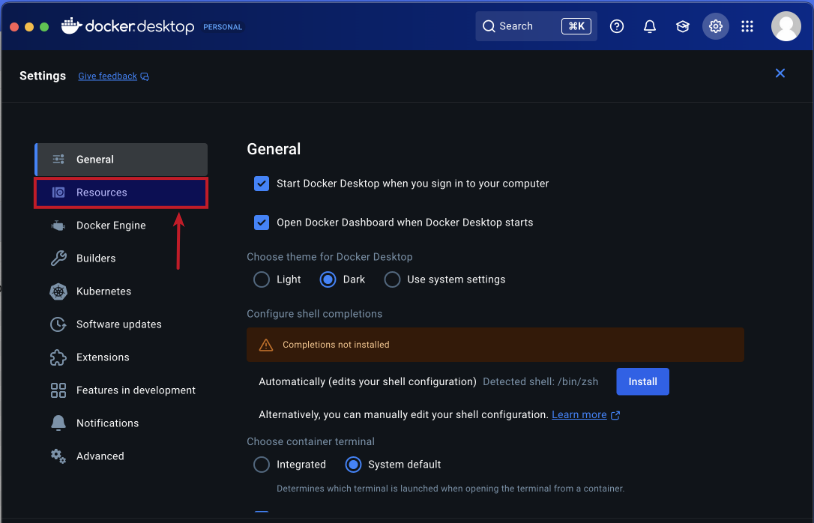 docker.desktop PERSONAL
Search ⌘K
Settings Give feedback
General
Resources
Docker Engine
Builders
Kubernetes
Software updates
Extensions
Features in development
Notifications
Advanced
General
Start Docker Desktop when you sign in to your computer
Open Docker Dashboard when Docker Desktop starts
Choose theme for Docker Desktop
Light Dark Use system settings
Configure shell completions
Completions not installed
Automatically (edits your shell configuration) Detected shell: /bin/zsh Install
Alternatively, you can manually edit your shell configuration. Learn more
Choose container terminal
Integrated System default
Determines which terminal is launched when opening the terminal from a container.